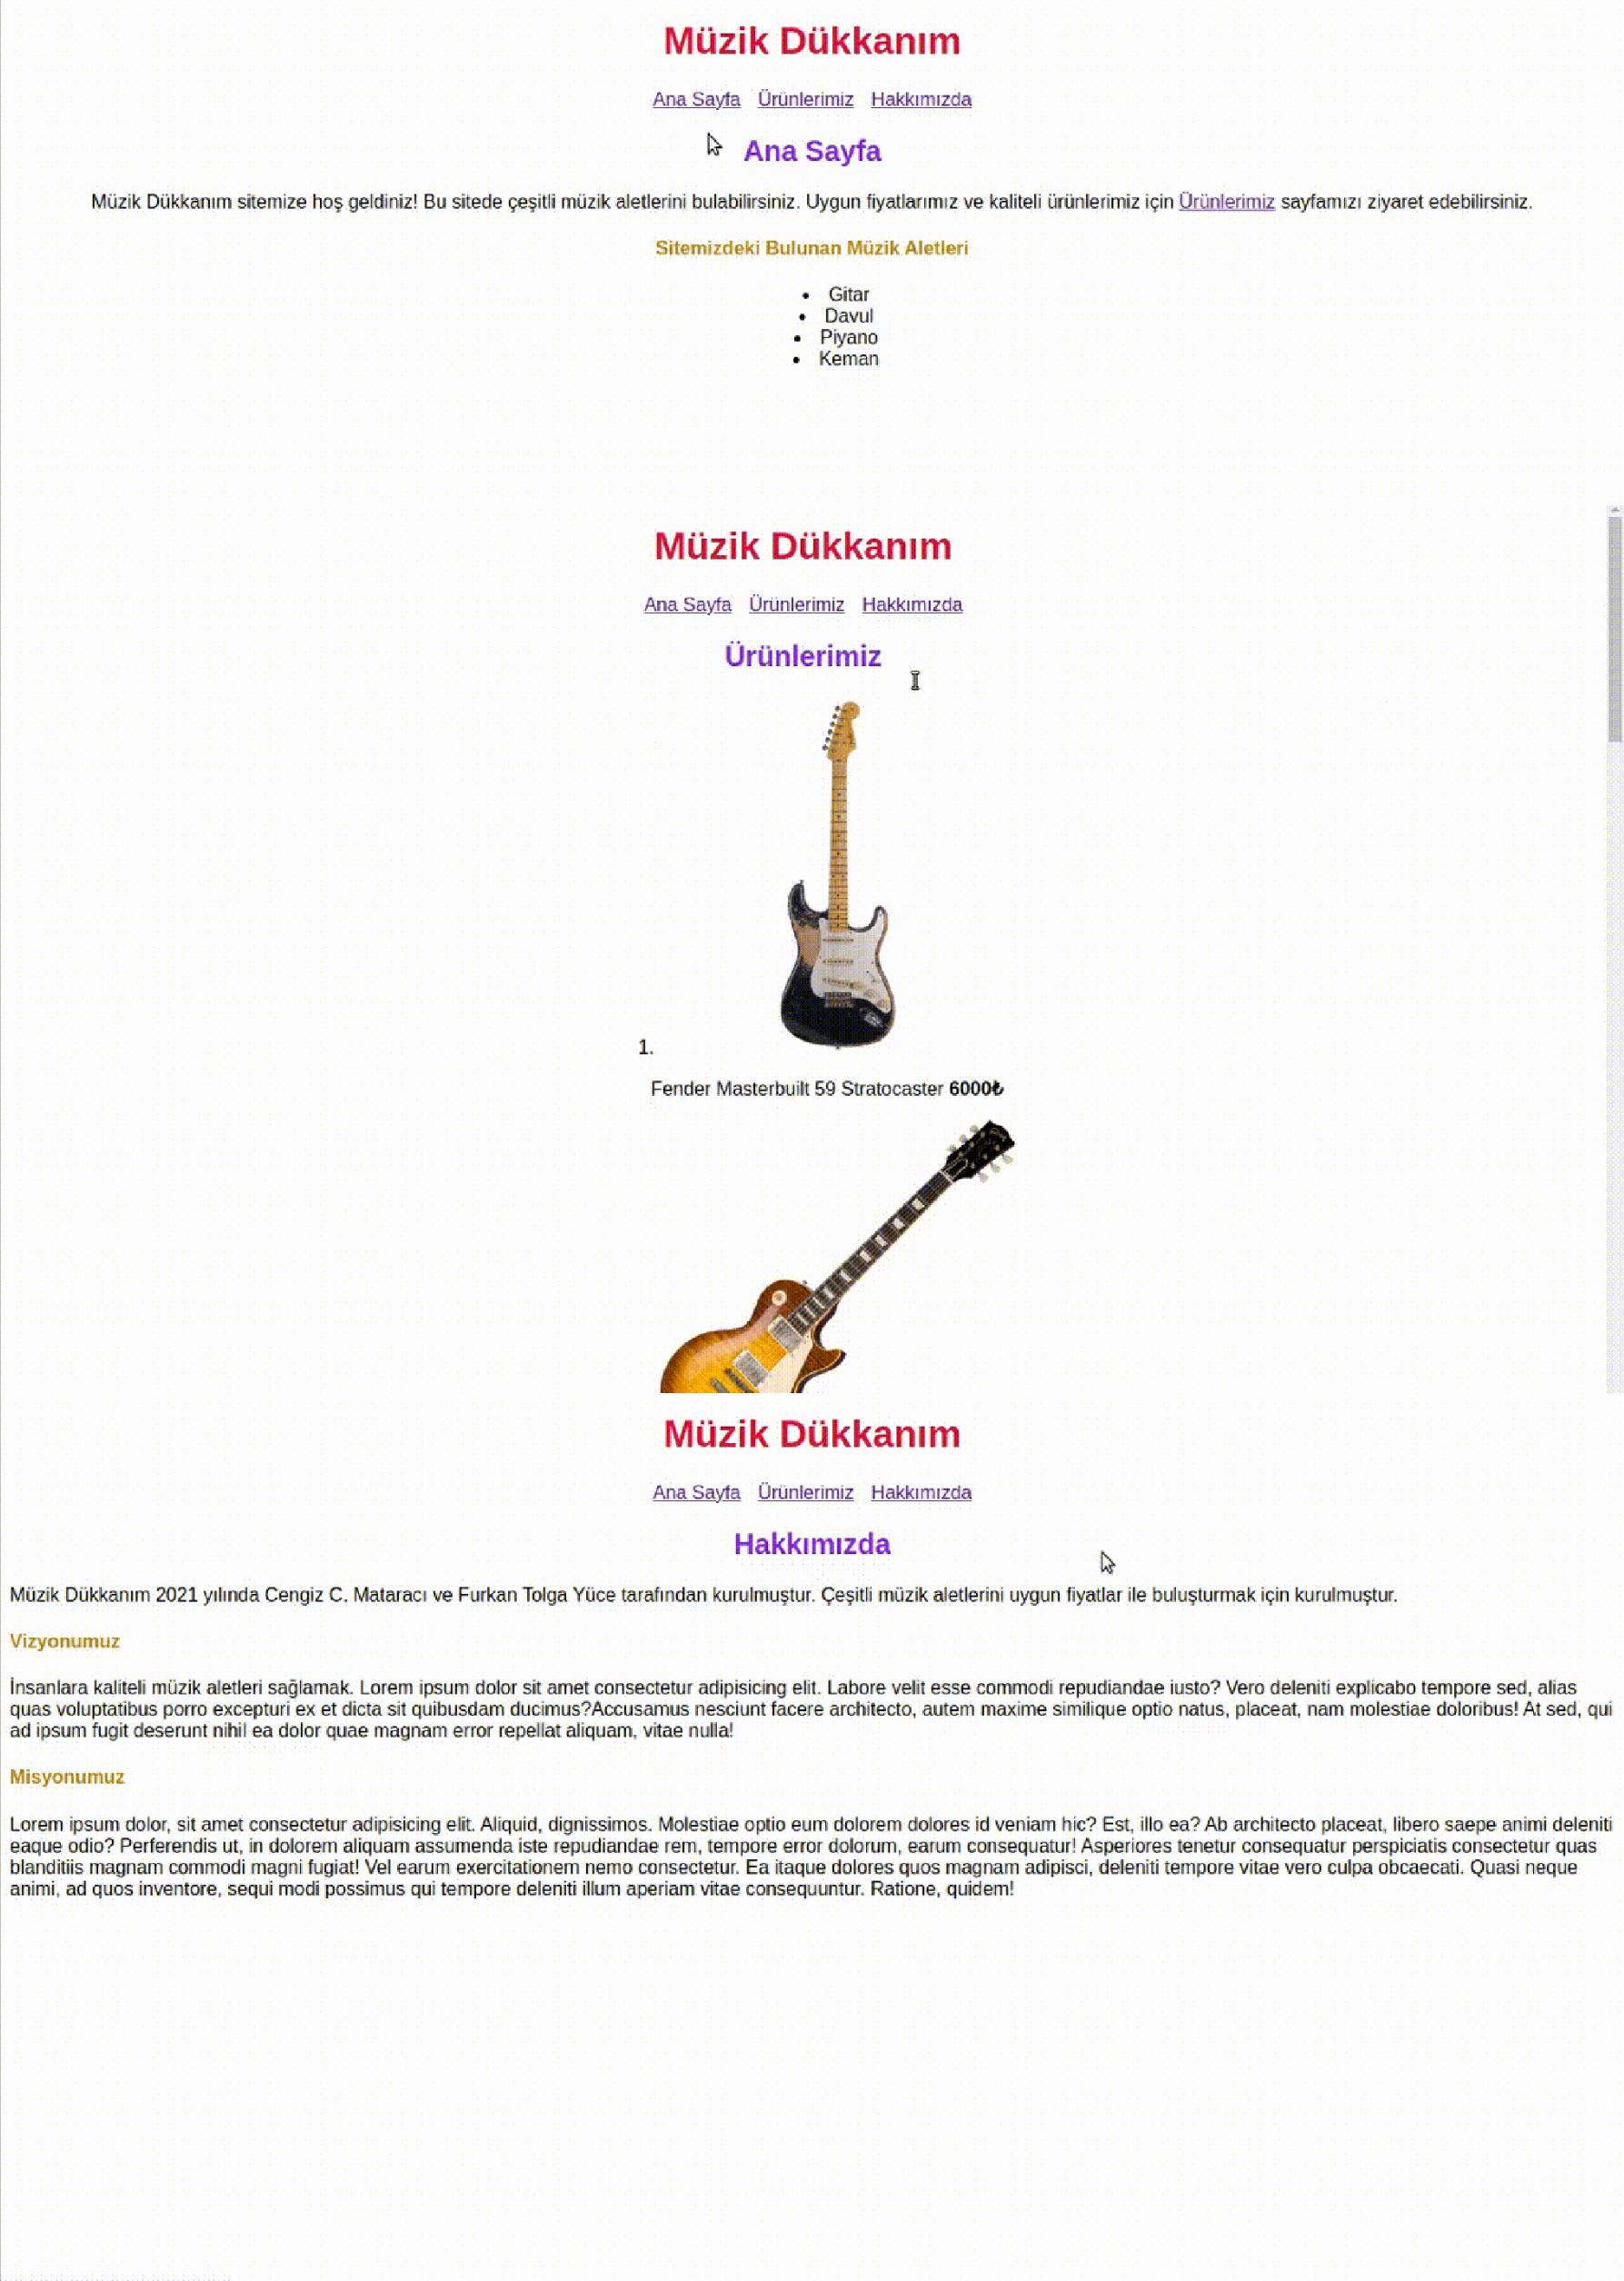 Müzik Dükkanım
Ana Sayfa Ürünlerimiz Hakkımızda
Ana Sayfa
Müzik Dükkanım sitemize hoş geldiniz! Bu sitede çeşitli müzik aletlerini bulabilirsiniz. Uygun fiyatlarımız ve kaliteli ürünlerimiz için Ürünlerimiz sayfamızı ziyaret edebilirsiniz.
Sitemizdeki Bulunan Müzik Aletleri
• Gitar
• Davul
• Piyano
• Keman
Müzik Dükkanım
Ana Sayfa Ürünlerimiz Hakkımızda
Ürünlerimiz
1.
Fender Masterbuilt 59 Stratocaster 6000₺
Müzik Dükkanım
Ana Sayfa Ürünlerimiz Hakkımızda
Hakkımızda
Müzik Dükkanım 2021 yılında Cengiz C. Mataracı ve Furkan Tolga Yüce tarafından kurulmuştur. Çeşitli müzik aletlerini uygun fiyatlar ile buluşturmak için kurulmuştur.
Vizyonumuz
İnsanlara kaliteli müzik aletleri sağlamak. Lorem ipsum dolor sit amet consectetur adipisicing elit. Labore velit esse commodi repudiandae iusto? Vero deleniti explicabo tempore sed, alias
quas voluptatibus porro excepturi ex et dicta sit quibusdam ducimus?Accusamus nesciunt facere architecto, autem maxime similique optio natus, placeat, nam molestiae doloribus! At sed, qui
ad ipsum fugit deserunt nihil ea dolor quae magnam error repellat aliquam, vitae nulla!
Misyonumuz
Lorem ipsum dolor, sit amet consectetur adipisicing elit. Aliquid, dignissimos. Molestiae optio eum dolorem dolores id veniam hic? Est, illo ea? Ab architecto placeat, libero saepe animi deleniti
eaque odio? Perferendis ut, in dolorem aliquam assumenda iste repudiandae rem, tempore error dolorum, earum consequatur! Asperiores tenetur consequatur perspiciatis consectetur quas
blanditiis magnam commodi magni fugiat! Vel earum exercitationem nemo consectetur. Ea itaque dolores quos magnam adipisci, deleniti tempore vitae vero culpa obcaecati. Quasi neque
animi, ad quos inventore, sequi modi possimus qui tempore deleniti illum aperiam vitae consequuntur. Ratione, quidem!